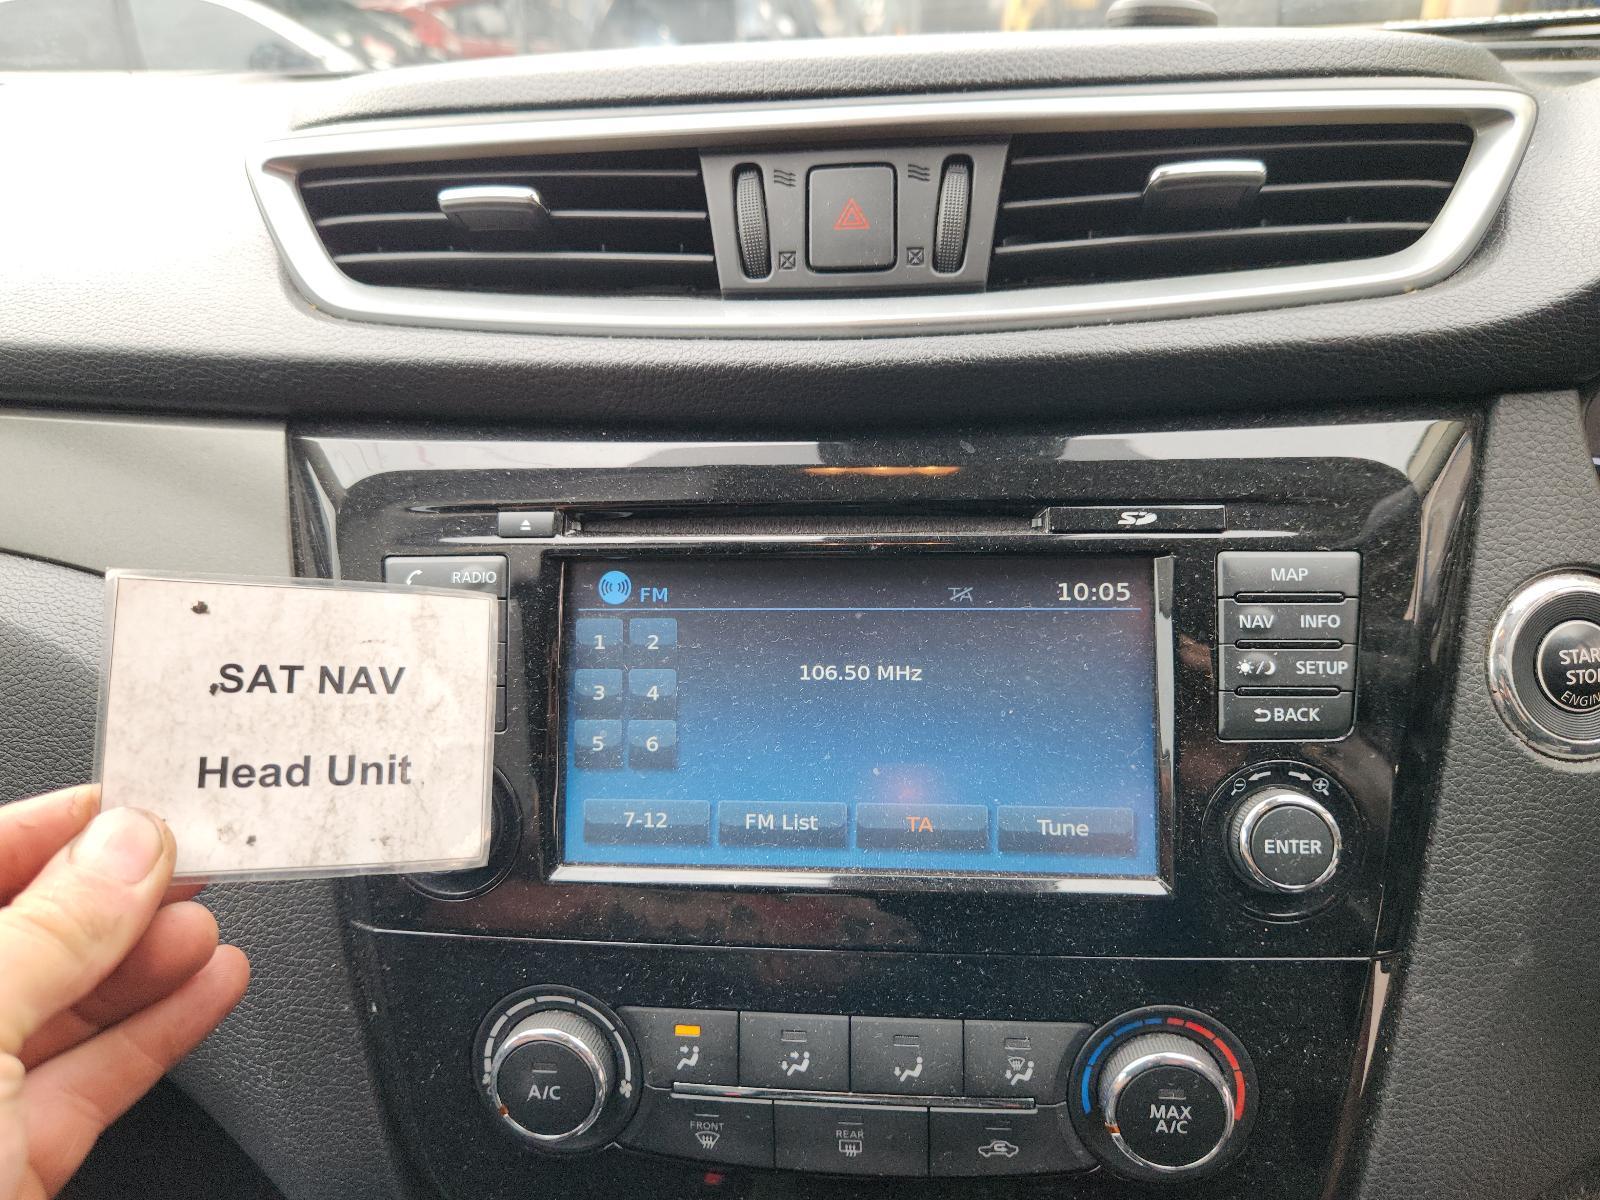 SD
RADIO
FM
TA
10:05
1 2
3 4
5 6
106.50 MHz
7-12
FM List
TA
Tune
MAP
NAV INFO
SETUP
BACK
ENTER
SAT NAV
Head Unit
A/C
FRONT
REAR
MAX
A/C